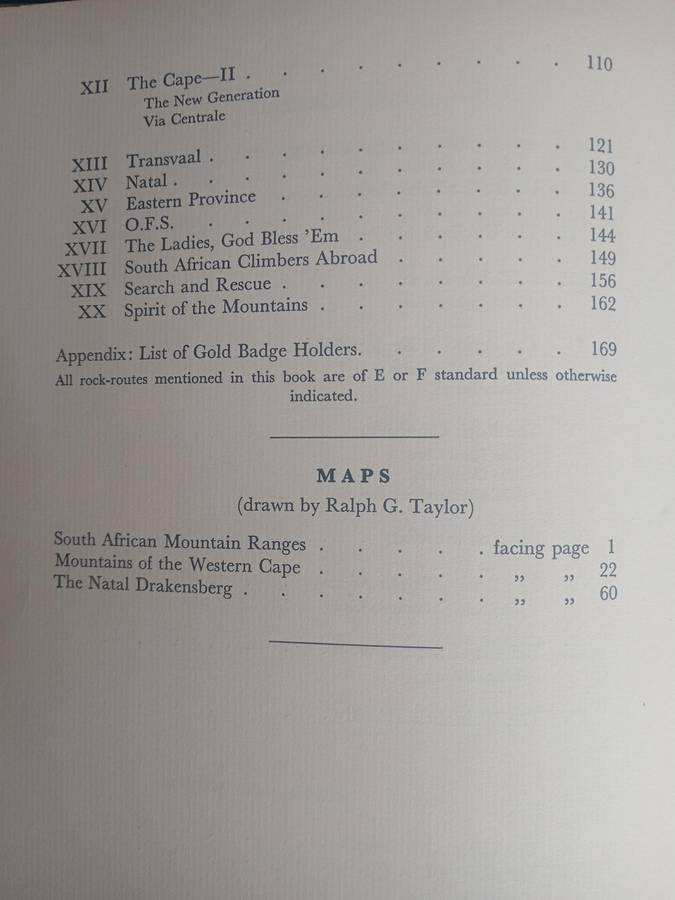 XII The Cape—II . . . . . . . . . 110
The New Generation
Via Centrale
XIII Transvaal . . . . . . . . . . 121
XIV Natal . . . . . . . . . . . 130
XV Eastern Province . . . . . . . . 136
XVI O.F.S. . . . . . . . . . . 141
XVII The Ladies, God Bless 'Em . . . . . . 144
XVIII South African Climbers Abroad . . . . . 149
XIX Search and Rescue . . . . . . . . 156
XX Spirit of the Mountains . . . . . . . 162
Appendix: List of Gold Badge Holders. . . . . . 169
All rock-routes mentioned in this book are of E or F standard unless otherwise
indicated.
MAPS
(drawn by Ralph G. Taylor)
South African Mountain Ranges . . . . . facing page 1
Mountains of the Western Cape . . . . . ,, ,, 22
The Natal Drakensberg . . . . . . . ,, ,, 60